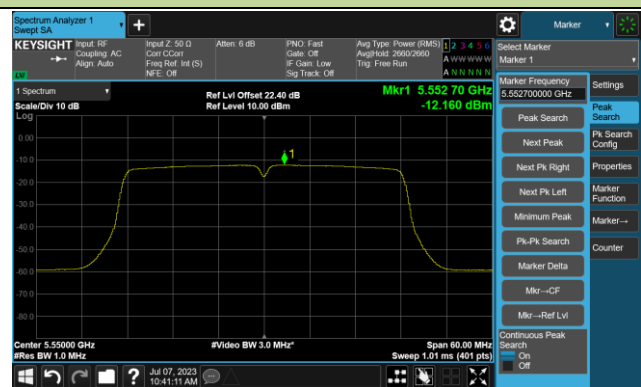 Spectrum Analyzer 1
Swept SA
Marker
KEYSIGHT
Input: RF
Coupling: AC
Align: Auto
Input Z: 50 Ω
Corr CCorr
Freq Ref: Int (S)
NFE: Off
Atten: 6 dB
PNO: Fast
Gate: Off
IF Gain: Low
Sig Track: Off
Avg Type: Power (RMS)
Avg|Hold: 2660/2660
Trig: Free Run
1 2 3 4 5 6
A W W W W W
A N N N N N
LW
Select Marker
Marker 1
1 Spectrum
Scale/Div 10 dB
Log
Ref Lvl Offset 22.40 dB
Ref Level 10.00 dBm
Mkr1 5.552 70 GHz
-12.160 dBm
0.00
-10.0
-20.0
-30.0
-40.0
-50.0
-60.0
-70.0
-80.0
1
Center 5.55000 GHz
#Res BW 1.0 MHz
#Video BW 3.0 MHz*
Span 60.00 MHz
Sweep 1.01 ms (401 pts)
Marker Frequency
5.552700000 GHz
Peak Search
Next Peak
Next Pk Right
Next Pk Left
Minimum Peak
Pk-Pk Search
Marker Delta
Mkr→CF
Mkr→Ref Lvl
Continuous Peak
Search
On
Off
Settings
Peak
Search
Pk Search
Config
Properties
Marker
Function
Marker→
Counter
Jul 07, 2023
10:41:11 AM